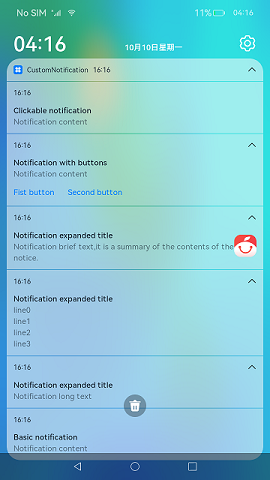 No SIM
11%
04:16
04:16
10月10日星期一
CustomNotification 16:16
16:16
Clickable notification
Notification content
16:16
Notification with buttons
Notification content
Fist button Second button
16:16
Notification expanded title
Notification brief text,it is a summary of the contents of the
notice.
16:16
Notification expanded title
line0
line1
line2
line3
16:16
Notification expanded title
Notification long text
16:16
Basic notification
Notification content